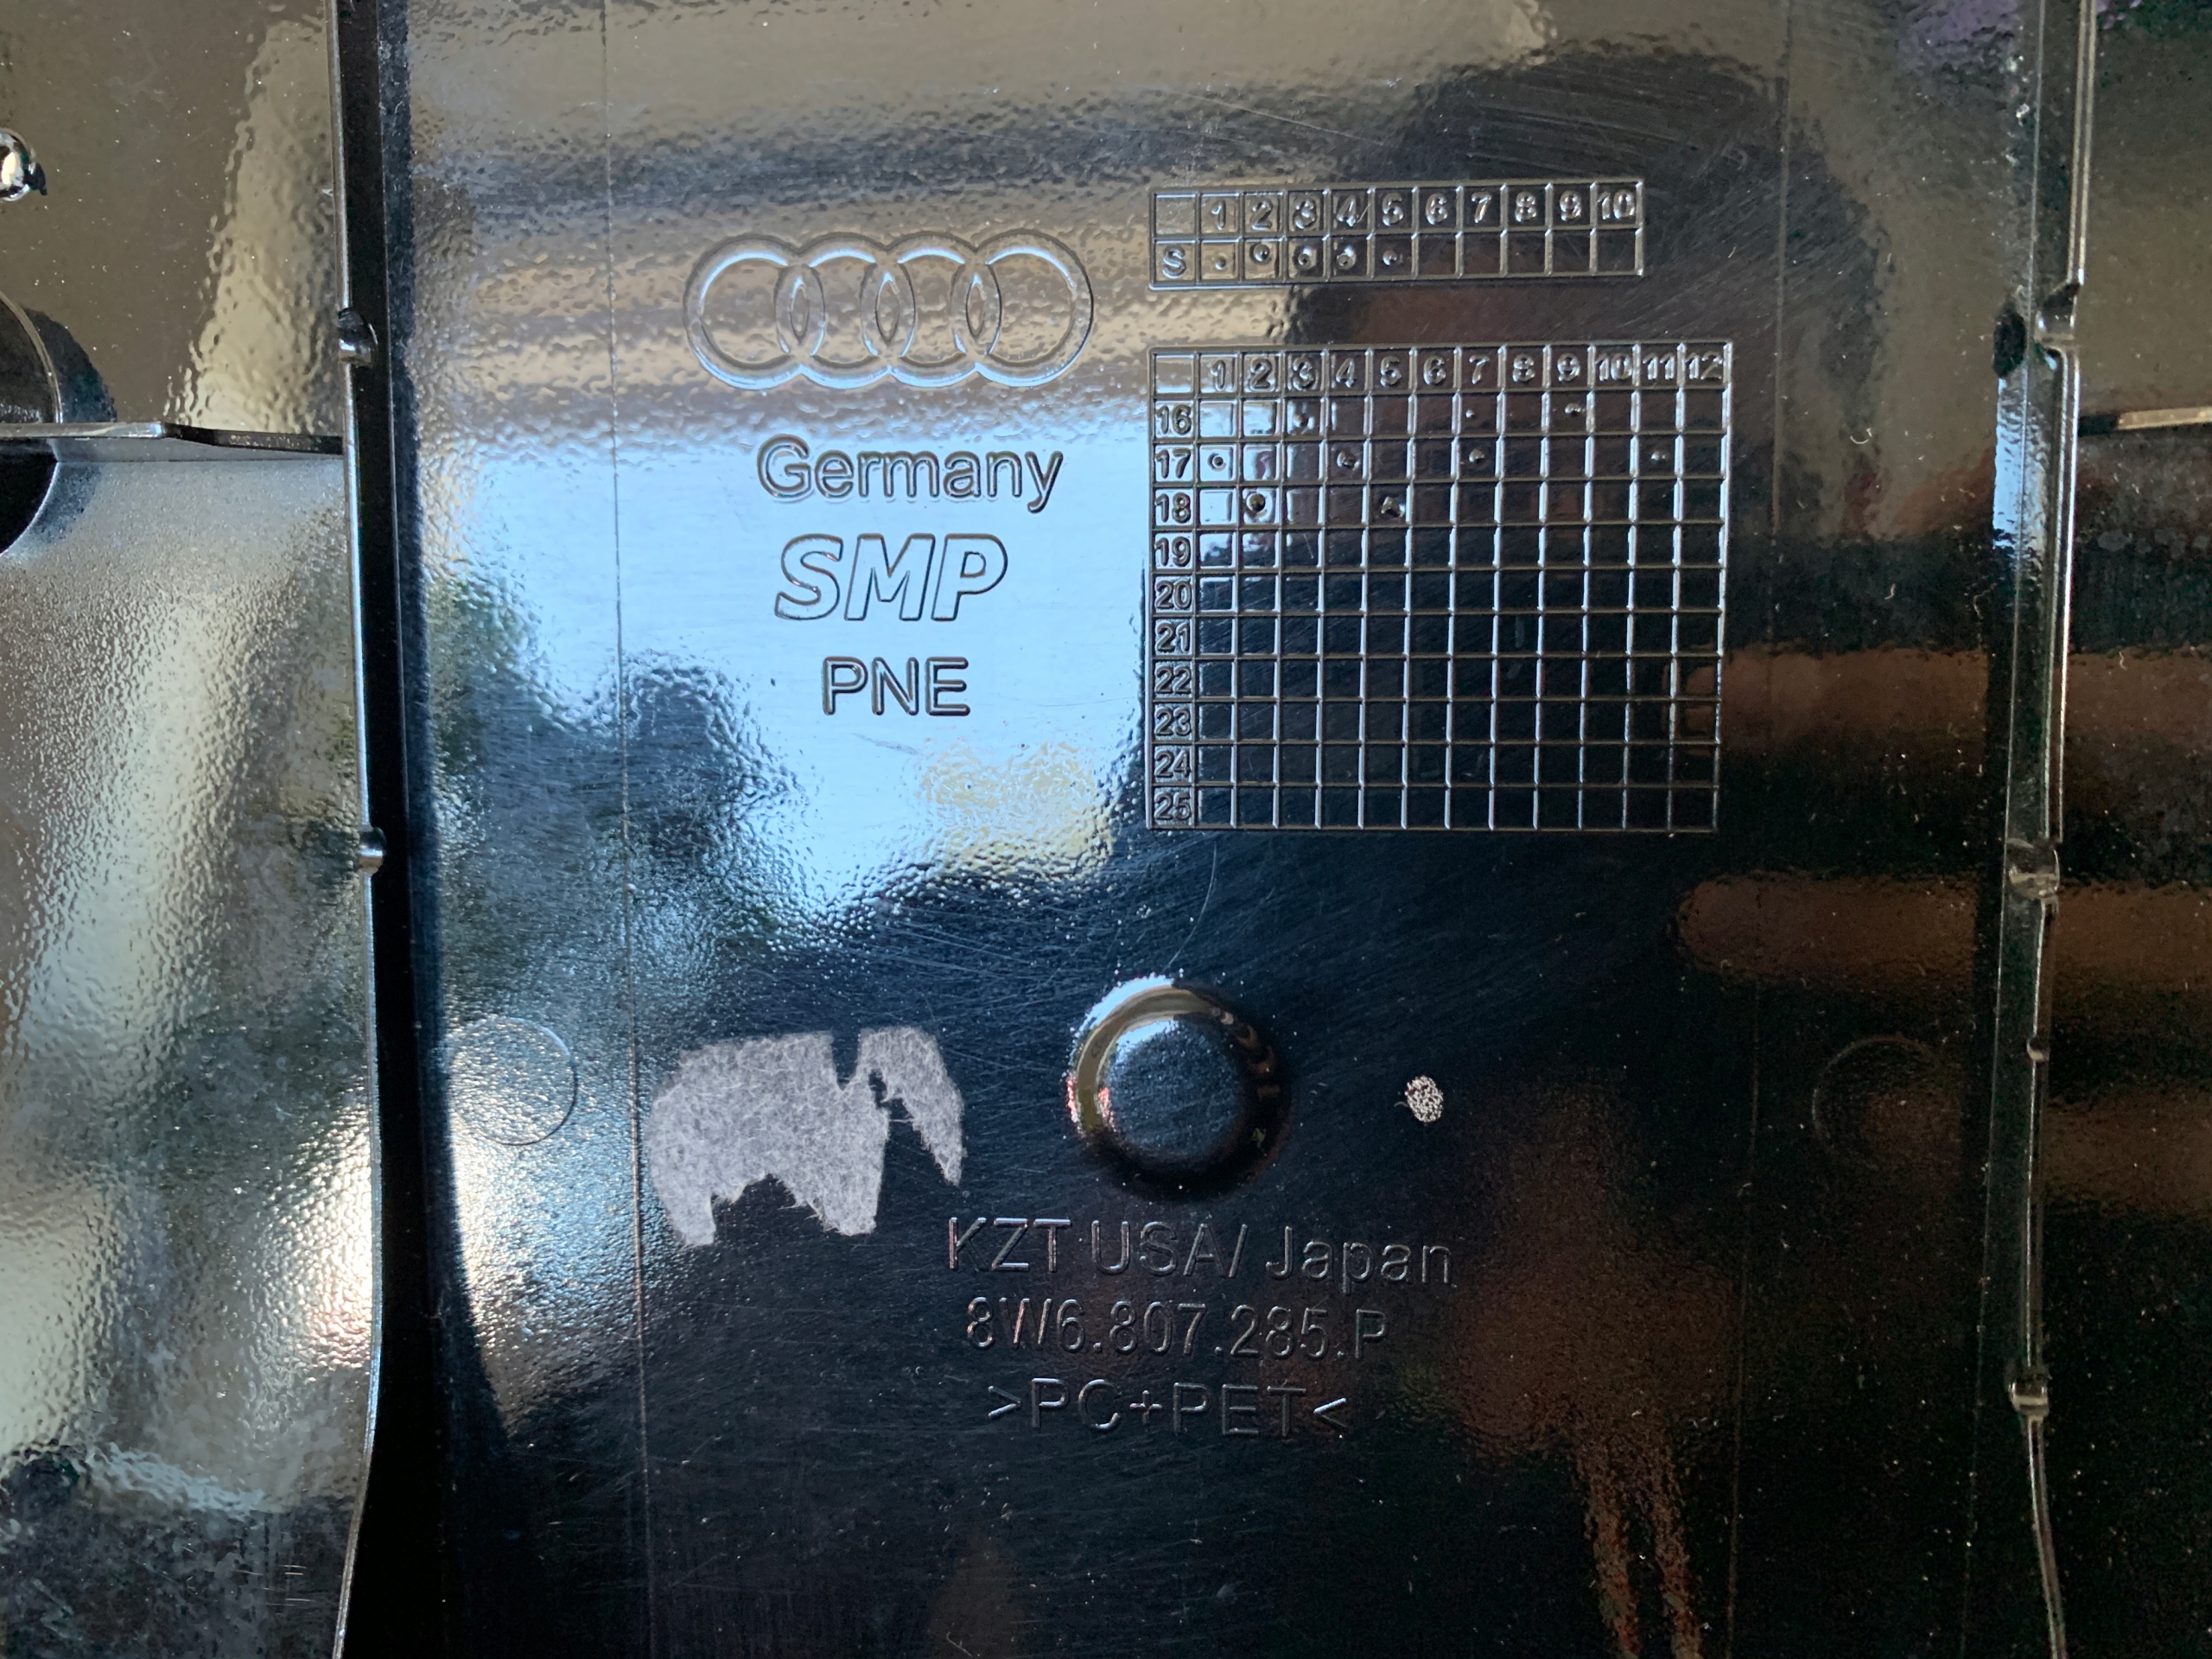 1 2 3 4 5 6 7 8 9 10
S
Germany
SMP
PNE
1 2 3 4 5 6 7 8 9 10 11 12
16
17
18
19
20
21
22
23
24
25
KZT USA/ Japan
8W6.807.285.P
>PC+PET<